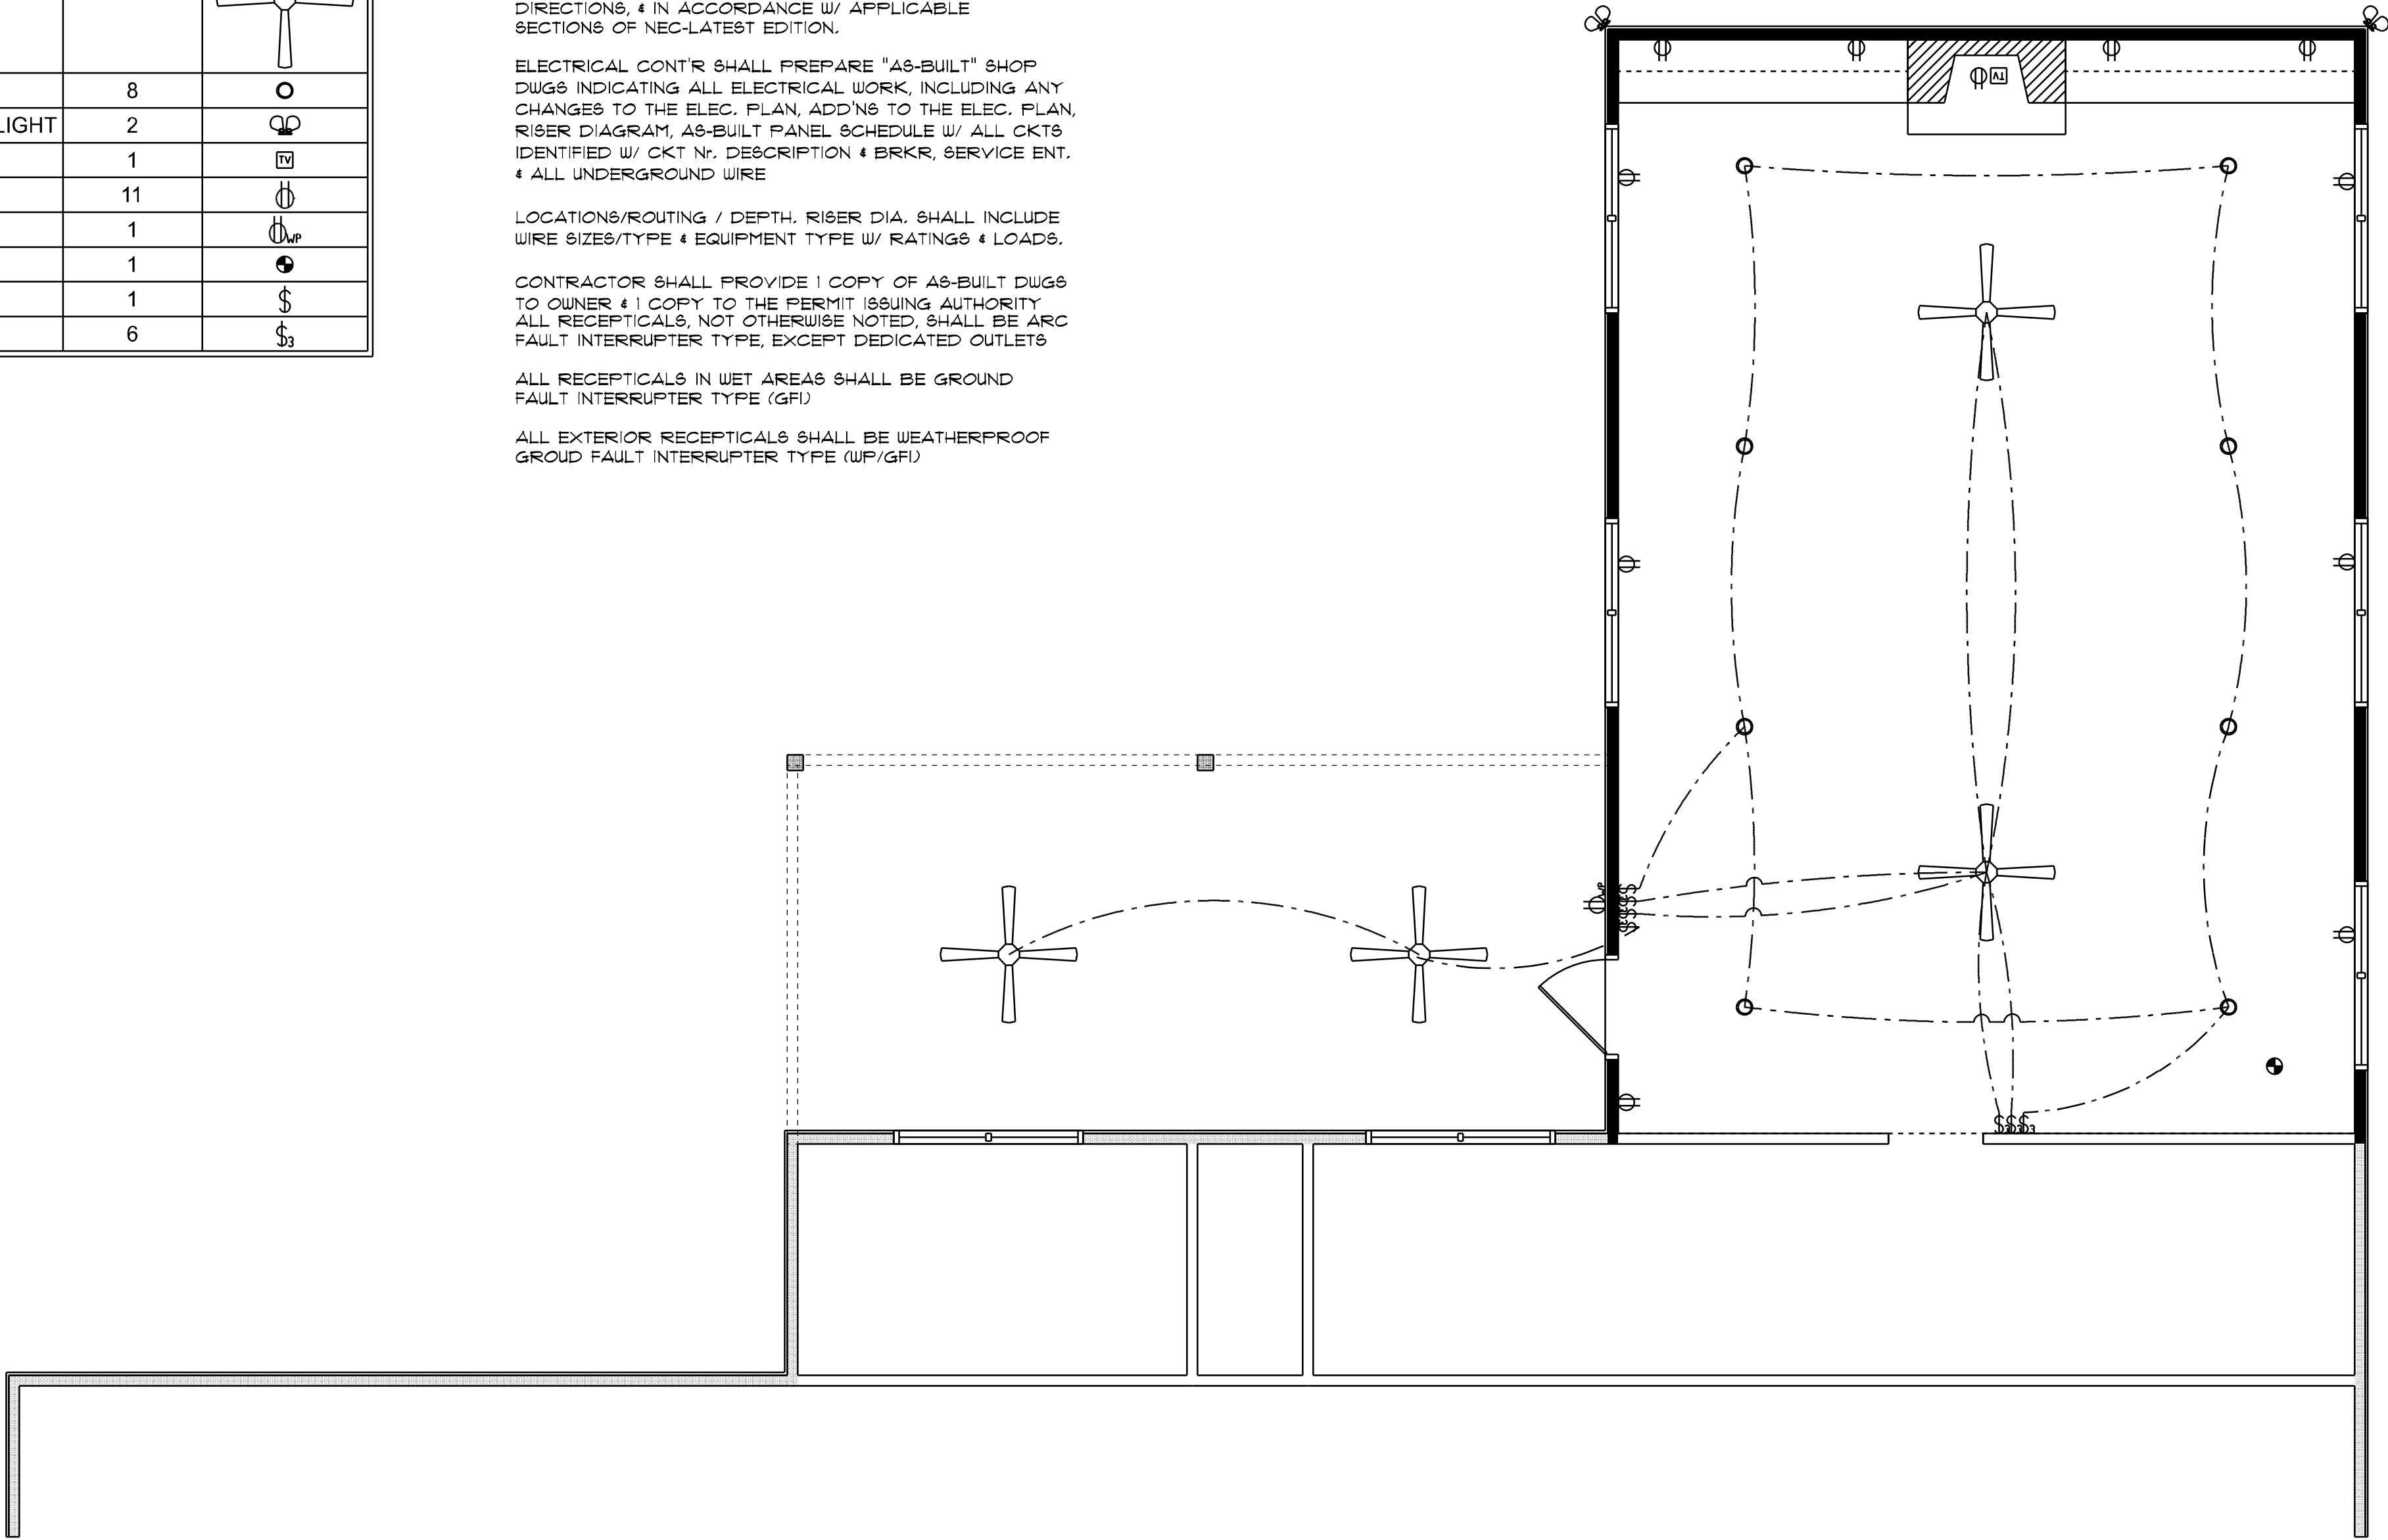 8
LIGHT 2
1 TV
11
1 WP
1
1 $
6 $3
DIRECTIONS, & IN ACCORDANCE W/ APPLICABLE
SECTIONS OF NEC-LATEST EDITION.
ELECTRICAL CONT'R SHALL PREPARE "AS-BUILT" SHOP
DWGS INDICATING ALL ELECTRICAL WORK, INCLUDING ANY
CHANGES TO THE ELEC. PLAN, ADD'NS TO THE ELEC. PLAN,
RISER DIAGRAM, AS-BUILT PANEL SCHEDULE W/ ALL CKTS
IDENTIFIED W/ CKT Nr. DESCRIPTION & BRKR, SERVICE ENT.
& ALL UNDERGROUND WIRE
LOCATIONS/ROUTING / DEPTH. RISER DIA. SHALL INCLUDE
WIRE SIZES/TYPE & EQUIPMENT TYPE W/ RATINGS & LOADS.
CONTRACTOR SHALL PROVIDE 1 COPY OF AS-BUILT DWGS
TO OWNER & 1 COPY TO THE PERMIT ISSUING AUTHORITY
ALL RECEPTICALS, NOT OTHERWISE NOTED, SHALL BE ARC
FAULT INTERRUPTER TYPE, EXCEPT DEDICATED OUTLETS
ALL RECEPTICALS IN WET AREAS SHALL BE GROUND
FAULT INTERRUPTER TYPE (GFI)
ALL EXTERIOR RECEPTICALS SHALL BE WEATHERPROOF
GROUD FAULT INTERRUPTER TYPE (WP/GFI)
TV
WP
$3$3$3